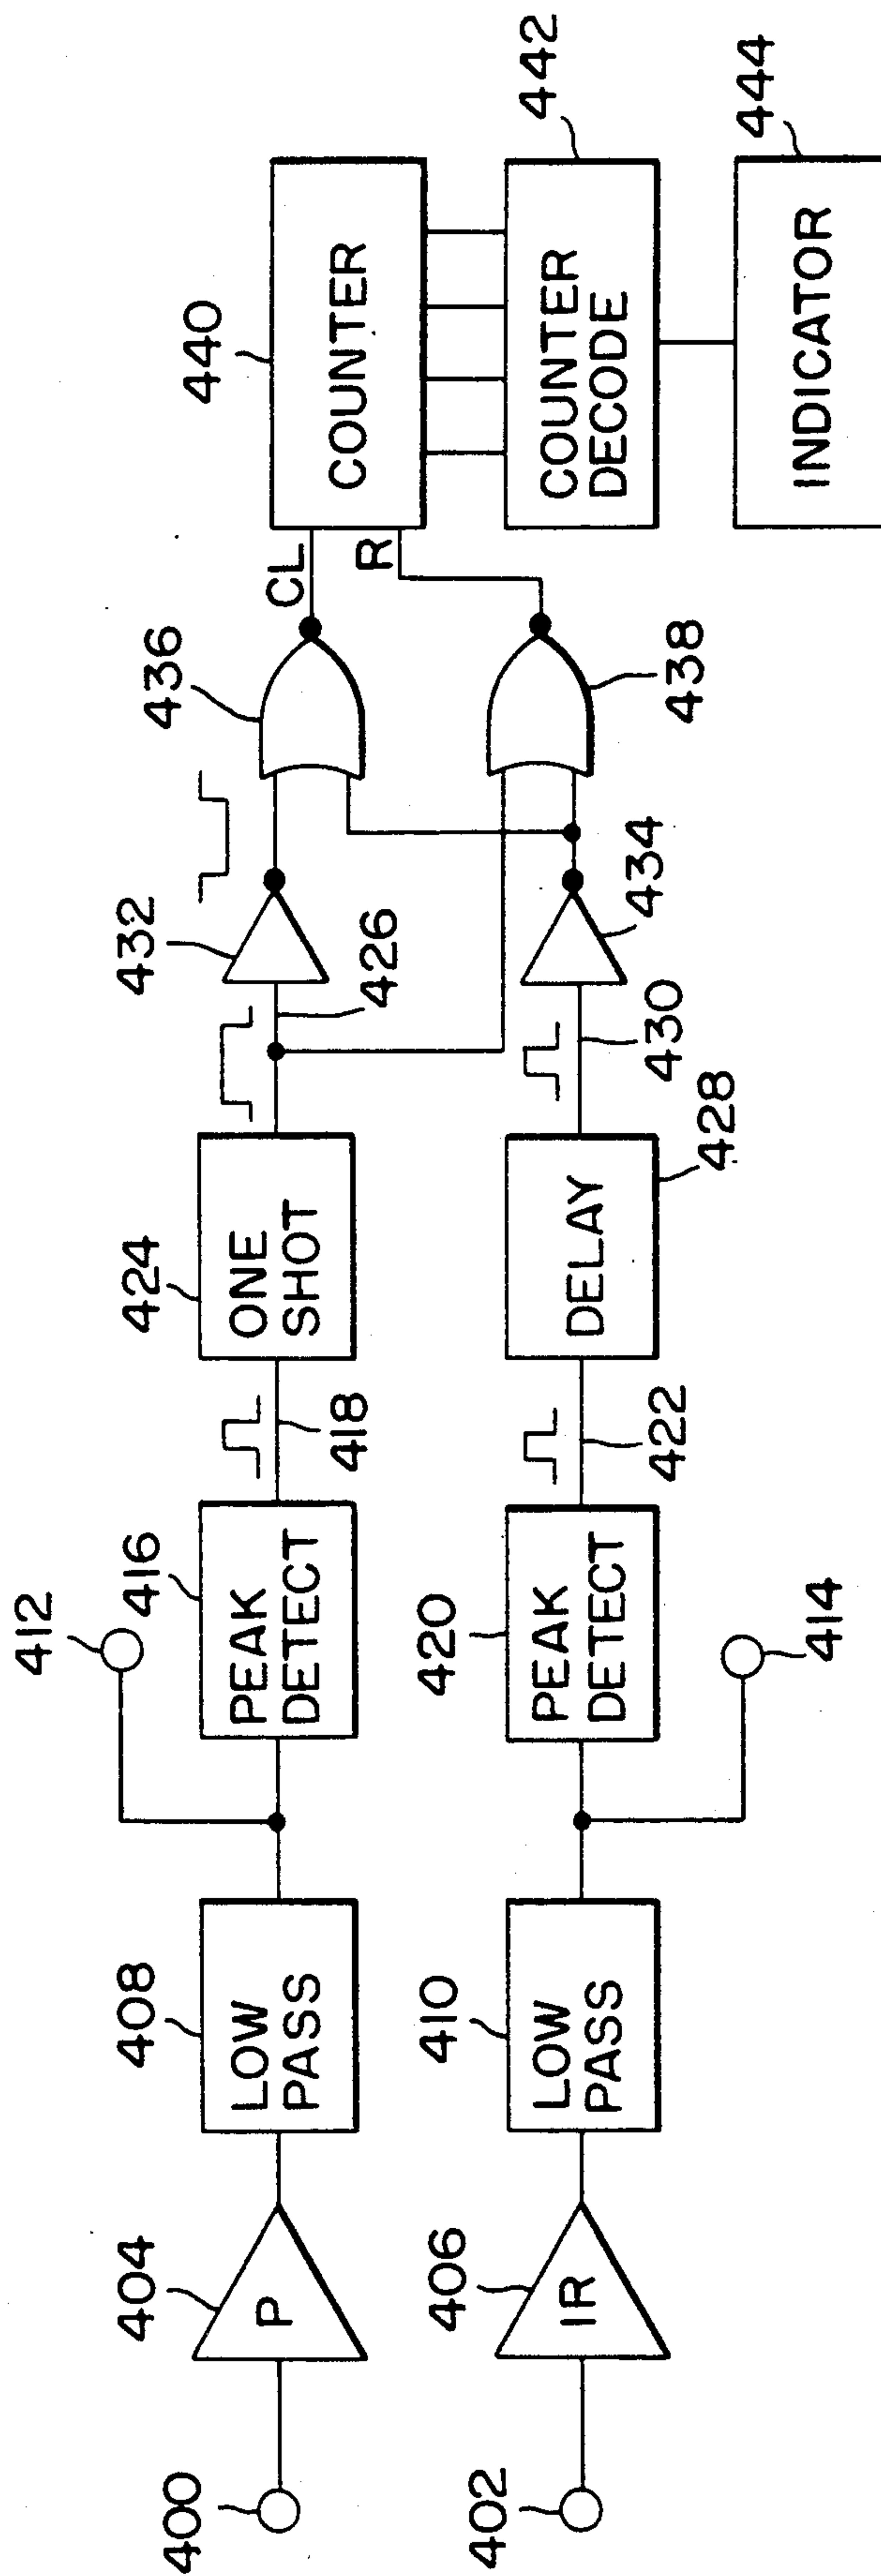 400
404
P
408
LOW
PASS
412
416
PEAK
DETECT
418
424
ONE
SHOT
426
432
436
CL
R
440
COUNTER
402
406
IR
410
LOW
PASS
414
420
PEAK
DETECT
422
428
DELAY
430
434
438
442
COUNTER
DECODE
444
INDICATOR